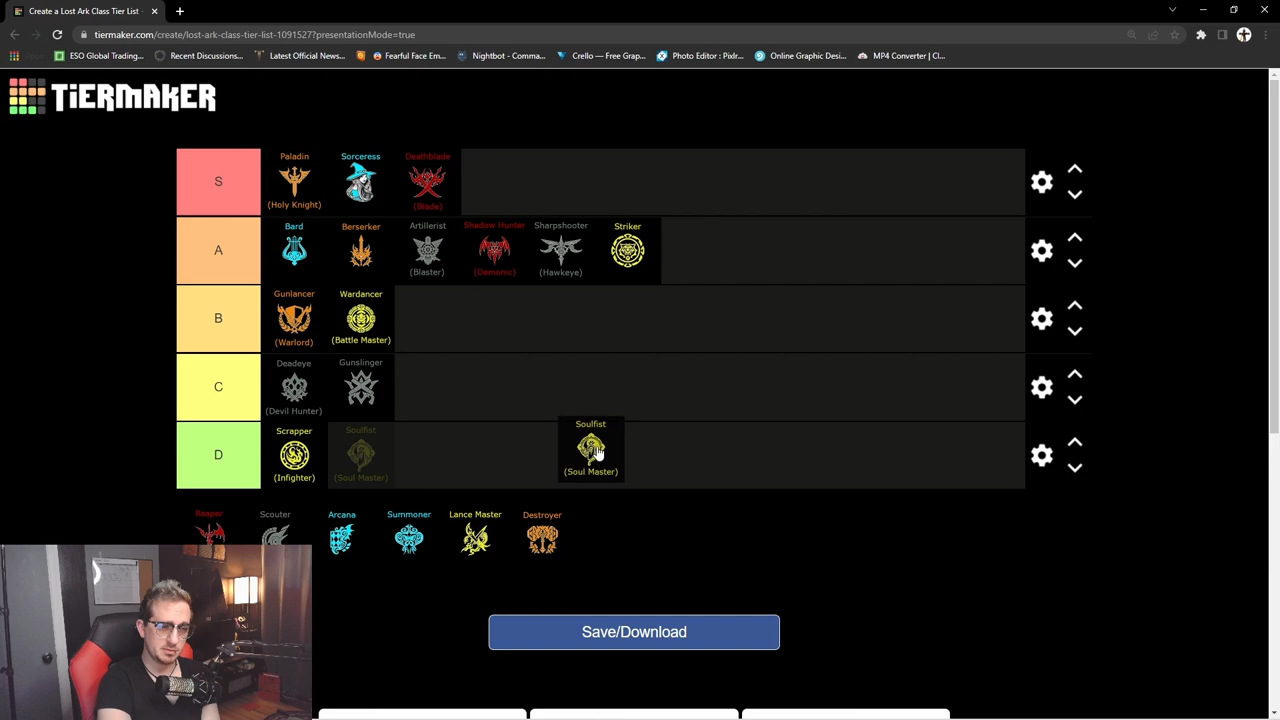 Create a Lost Ark Class Tier List -
tiermaker.com/create/lost-ark-class-tier-list-1091527?presentationMode=true
Apps
ESO Global Trading...
Recent Discussions...
Latest Official News...
Fearful Face Em...
Nightbot - Comma...
Crello — Free Grap...
Photo Editor : Pixlr...
Online Graphic Desi...
MP4 Converter | Cl...
TiERMAKER
S
Paladin
(Holy Knight)
Sorceress
Deathblade
(Blade)
A
Bard
Berserker
Artillerist
(Blaster)
Shadow Hunter
(Demonic)
Sharpshooter
(Hawkeye)
Striker
B
Gunlancer
(Warlord)
Wardancer
(Battle Master)
C
Deadeye
(Devil Hunter)
Gunslinger
D
Scrapper
(Infighter)
Soulfist
(Soul Master)
Soulfist
(Soul Master)
Reaper
Scouter
Arcana
Summoner
Lance Master
Destroyer
Save/Download